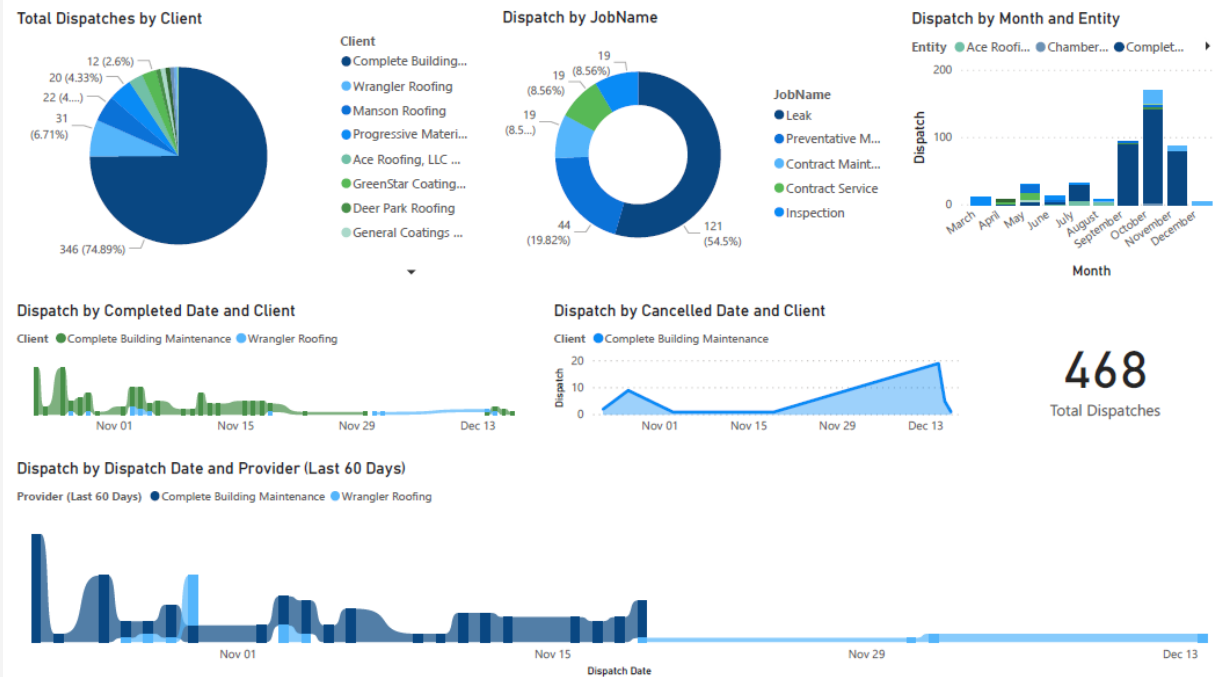 Total Dispatches by Client
12 (2.6%)
20 (4.33%)
22 (4....)
31
(6.71%)
346 (74.89%)
Client
Complete Building...
Wrangler Roofing
Manson Roofing
Progressive Materi...
Ace Roofing, LLC ...
GreenStar Coating...
Deer Park Roofing
General Coatings ...
Dispatch by JobName
19
(8.56%)
19
(8.56%)
19
(8.5...)
44
(19.82%)
121
(54.5%)
JobName
Leak
Preventative M...
Contract Maint...
Contract Service
Inspection
Dispatch by Month and Entity
Entity Ace Roofi... Chamber... Complet...
200
100
0
Dispatch
March April May June July August September October November December
Month
Dispatch by Completed Date and Client
Client Complete Building Maintenance Wrangler Roofing
Nov 01 Nov 15 Nov 29 Dec 13
Dispatch by Cancelled Date and Client
Client Complete Building Maintenance
20
10
0
Dispatch
Nov 01 Nov 15 Nov 29 Dec 13
468
Total Dispatches
Dispatch by Dispatch Date and Provider (Last 60 Days)
Provider (Last 60 Days) Complete Building Maintenance Wrangler Roofing
Nov 01 Nov 15 Nov 29 Dec 13
Dispatch Date